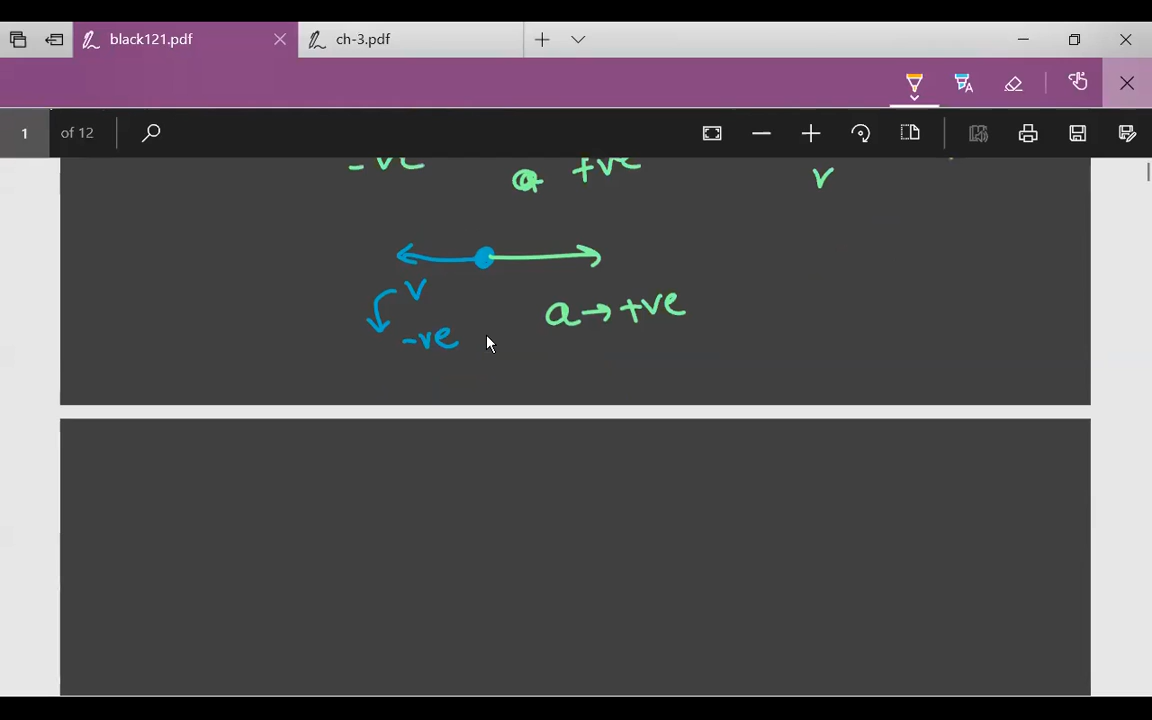 black121.pdf
ch-3.pdf
1 of 12
-ve a +ve v
v
a → +ve
-ve